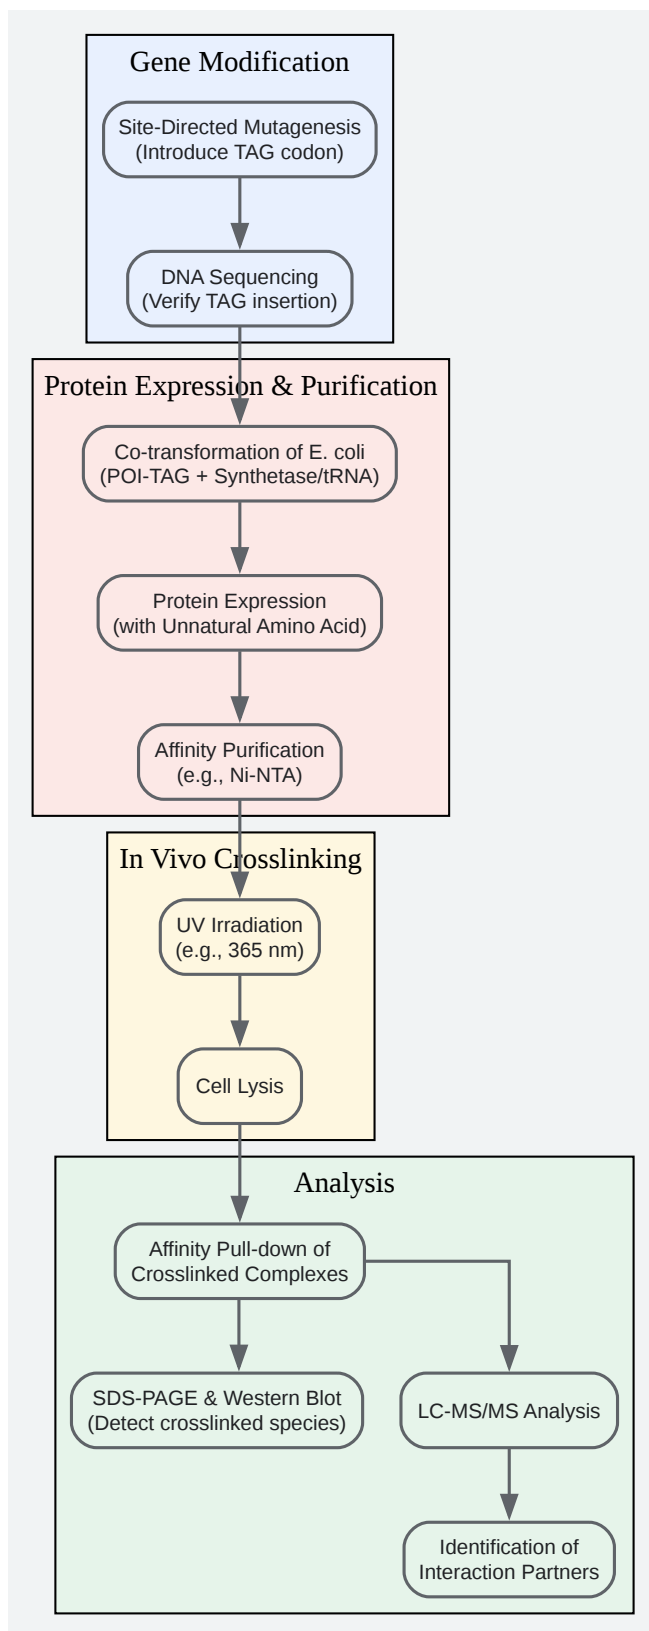 Gene Modification
Site-Directed Mutagenesis
(Introduce TAG codon)
DNA Sequencing
(Verify TAG insertion)
Protein Expression & Purification
Co-transformation of E. coli
(POI-TAG + Synthetase/tRNA)
Protein Expression
(with Unnatural Amino Acid)
Affinity Purification
(e.g., Ni-NTA)
In Vivo Crosslinking
UV Irradiation
(e.g., 365 nm)
Cell Lysis
Analysis
Affinity Pull-down of
Crosslinked Complexes
SDS-PAGE & Western Blot
(Detect crosslinked species)
LC-MS/MS Analysis
Identification of
Interaction Partners